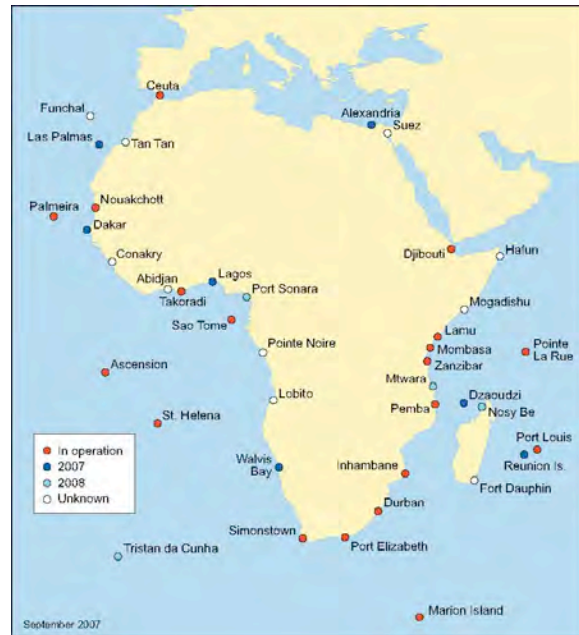 Ceuta
Funchal
Alexandria
Suez
Las Palmas
Tan Tan
Palmeira
Nouakchott
Dakar
Conakry
Djibouti
Hafun
Abidjan
Lagos
Takoradi
Port Sonara
Mogadishu
Sao Tome
Lamu
Pointe
La Rue
Mombasa
Pointe Noire
Zanzibar
Ascension
Mtwara
Dzaoudzi
Lobito
Pemba
Nosy Be
St. Helena
In operation
2007
2008
Unknown
Port Louis
Walvis
Bay
Reunion Is.
Inhambane
Fort Dauphin
Durban
Simonstown
Port Elizabeth
Tristan da Cunha
Marion Island
September 2007